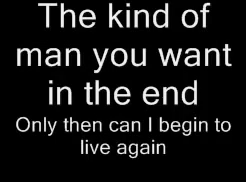 The kind of
man you want
in the end
Only then can I begin to
live again